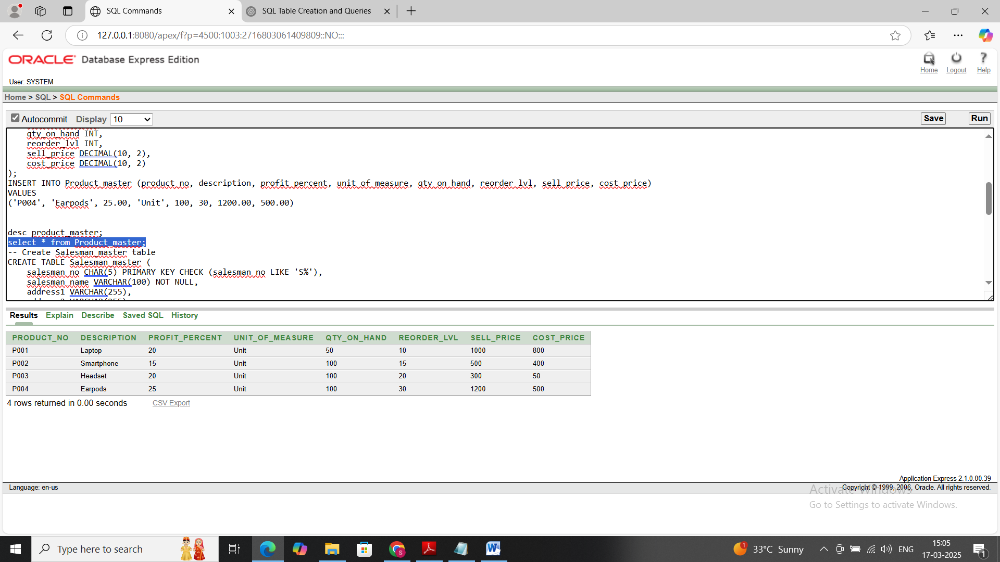 SQL Commands
SQL Table Creation and Queries
127.0.0.1:8080/apex/f?p=4500:1003:2716803061409809::NO:::
ORACLE Database Express Edition
Home Logout Help
User: SYSTEM
Home > SQL > SQL Commands
Autocommit Display 10 Save Run
qty_on_hand INT,
reorder_lvl INT,
sell_price DECIMAL(10, 2),
cost_price DECIMAL(10, 2)
);
INSERT INTO Product_master (product_no, description, profit_percent, unit_of_measure, qty_on_hand, reorder_lvl, sell_price, cost_price)
VALUES
('P004', 'Earpods', 25.00, 'Unit', 100, 30, 1200.00, 500.00)
desc product_master;
select * from Product_master;
-- Create Salesman_master table
CREATE TABLE Salesman_master (
salesman_no CHAR(5) PRIMARY KEY CHECK (salesman_no LIKE 'S%'),
salesman_name VARCHAR(100) NOT NULL,
address1 VARCHAR(255),
Results Explain Describe Saved SQL History
PRODUCT_NO DESCRIPTION PROFIT_PERCENT UNIT_OF_MEASURE QTY_ON_HAND REORDER_LVL SELL_PRICE COST_PRICE
P001 Laptop 20 Unit 50 10 1000 800
P002 Smartphone 15 Unit 100 15 500 400
P003 Headset 20 Unit 100 20 300 50
P004 Earpods 25 Unit 100 30 1200 500
4 rows returned in 0.00 seconds CSV Export
Application Express 2.1.0.00.39
Language: en-us Copyright © 1999, 2006, Oracle. All rights reserved.
Activate Windows
Go to Settings to activate Windows.
Type here to search
1 33°C Sunny ENG 15:05
17-03-2025 1